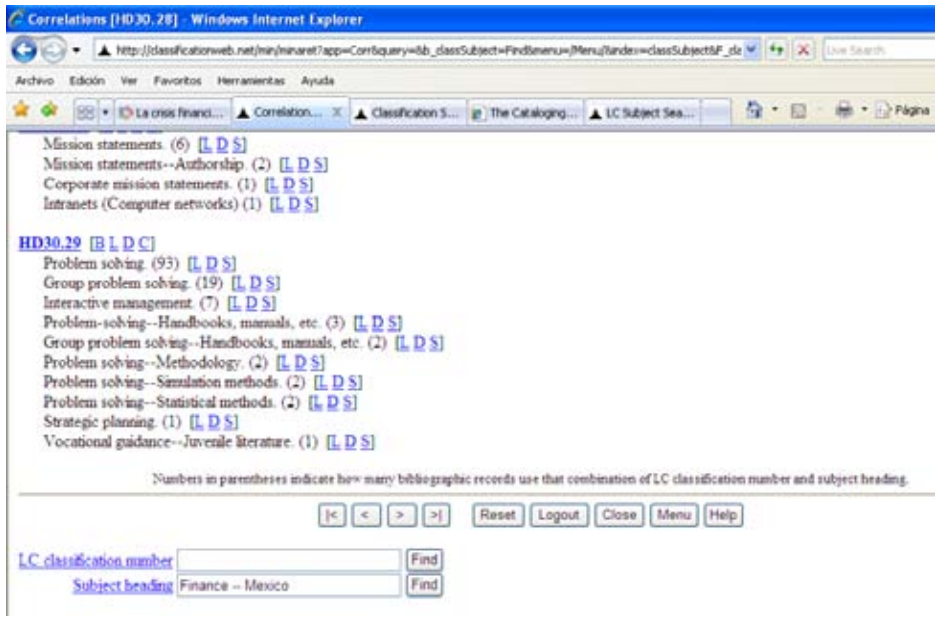 Correlations [HD30.28] - Windows Internet Explorer
http://classificationweb.net/min/minaret?app=Corr&query=&b_classSubject=Find&menu=/Menu/&index=classSubject&F_cla Live Search
Archivo Edición Ver Favoritos Herramientas Ayuda
La crisis financi... Correlation... X Classification S... The Cataloging... LC Subject Sea... Página
Mission statements. (6) [L D S]
Mission statements--Authorship. (2) [L D S]
Corporate mission statements. (1) [L D S]
Intranets (Computer networks) (1) [L D S]
HD30.29 [B L D C]
Problem solving. (93) [L D S]
Group problem solving. (19) [L D S]
Interactive management. (7) [L D S]
Problem-solving--Handbooks, manuals, etc. (3) [L D S]
Group problem solving--Handbooks, manuals, etc. (2) [L D S]
Problem solving--Methodology. (2) [L D S]
Problem solving--Simulation methods. (2) [L D S]
Problem solving--Statistical methods. (2) [L D S]
Strategic planning. (1) [L D S]
Vocational guidance--Juvenile literature. (1) [L D S]
Numbers in parentheses indicate how many bibliographic records use that combination of LC classification number and subject heading.
|< < > >| Reset Logout Close Menu Help
LC classification number Find
Subject heading Finance -- Mexico Find